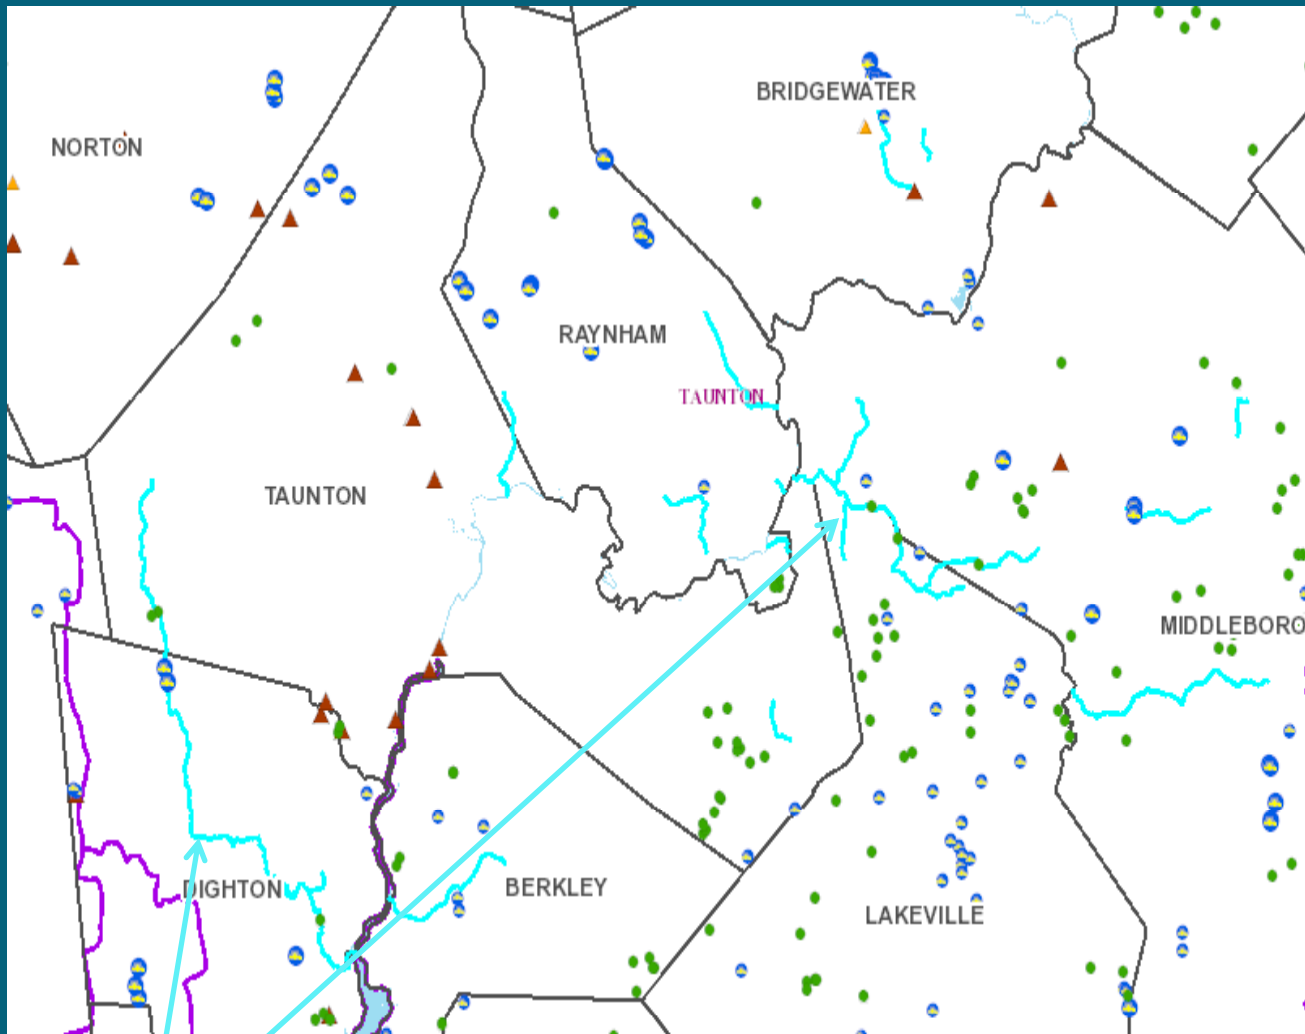 BRIDGEWATER
NORTON
RAYNHAM
TAUNTON
TAUNTON
MIDDLEBORO
DIGHTON
BERKLEY
LAKEVILLE